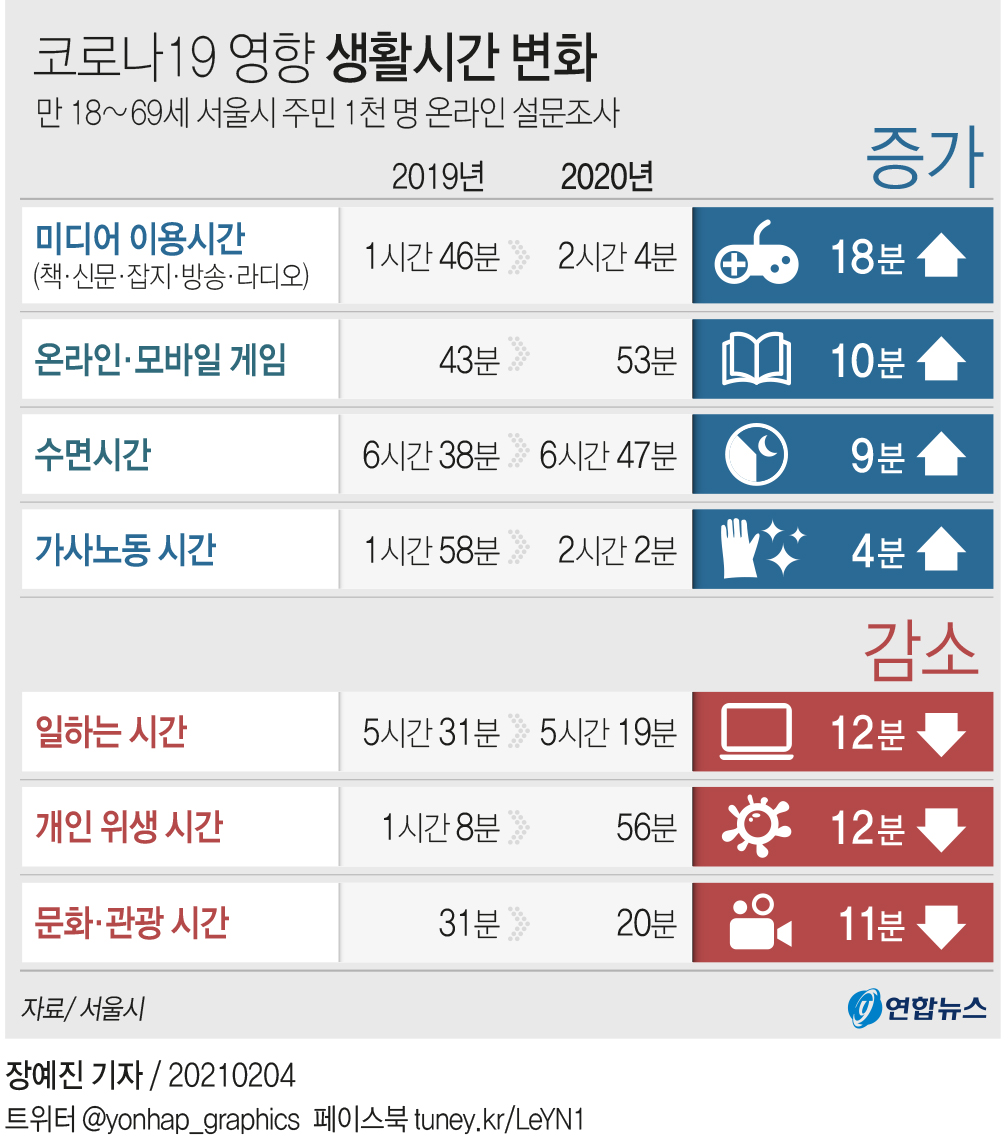 코로나19 영향 생활시간 변화
만 18~69세 서울시 주민 1천 명 온라인 설문조사
증가
2019년 2020년
미디어 이용시간
(책·신문·잡지·방송·라디오)
1시간 46분 2시간 4분 18분
온라인·모바일 게임 43분 53분 10분
수면시간 6시간 38분 6시간 47분 9분
가사노동 시간 1시간 58분 2시간 2분 4분
감소
일하는 시간 5시간 31분 5시간 19분 12분
개인 위생 시간 1시간 8분 56분 12분
문화·관광 시간 31분 20분 11분
자료/ 서울시
y 연합뉴스
장예진 기자 / 20210204
트위터 @yonhap_graphics 페이스북 tuney.kr/LeYN1